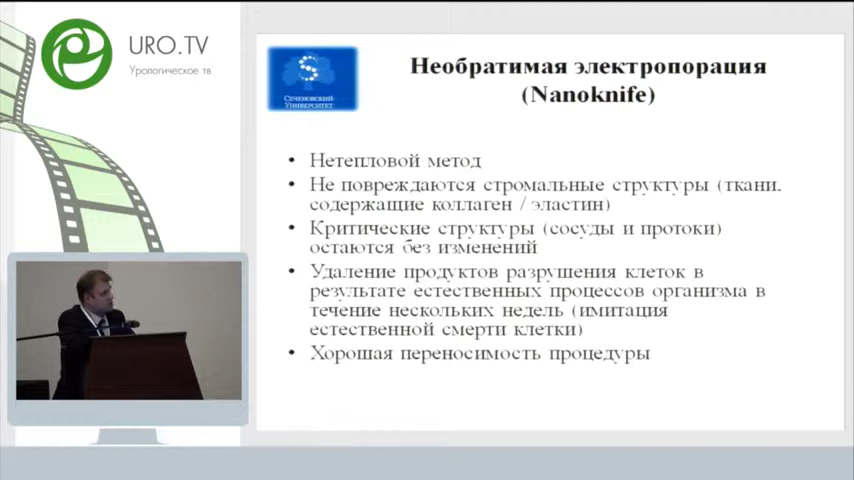 URO.TV
Урологическое тв
Сеченовский
Университет
Необратимая электропорация
(Nanoknife)
• Нетепловой метод
• Не повреждаются стромальные структуры (ткани,
содержащие коллаген / эластин)
• Критические структуры (сосуды и протоки)
остаются без изменений
• Удаление продуктов разрушения клеток в
результате естественных процессов организма в
течение нескольких недель (имитация
естественной смерти клетки)
• Хорошая переносимость процедуры